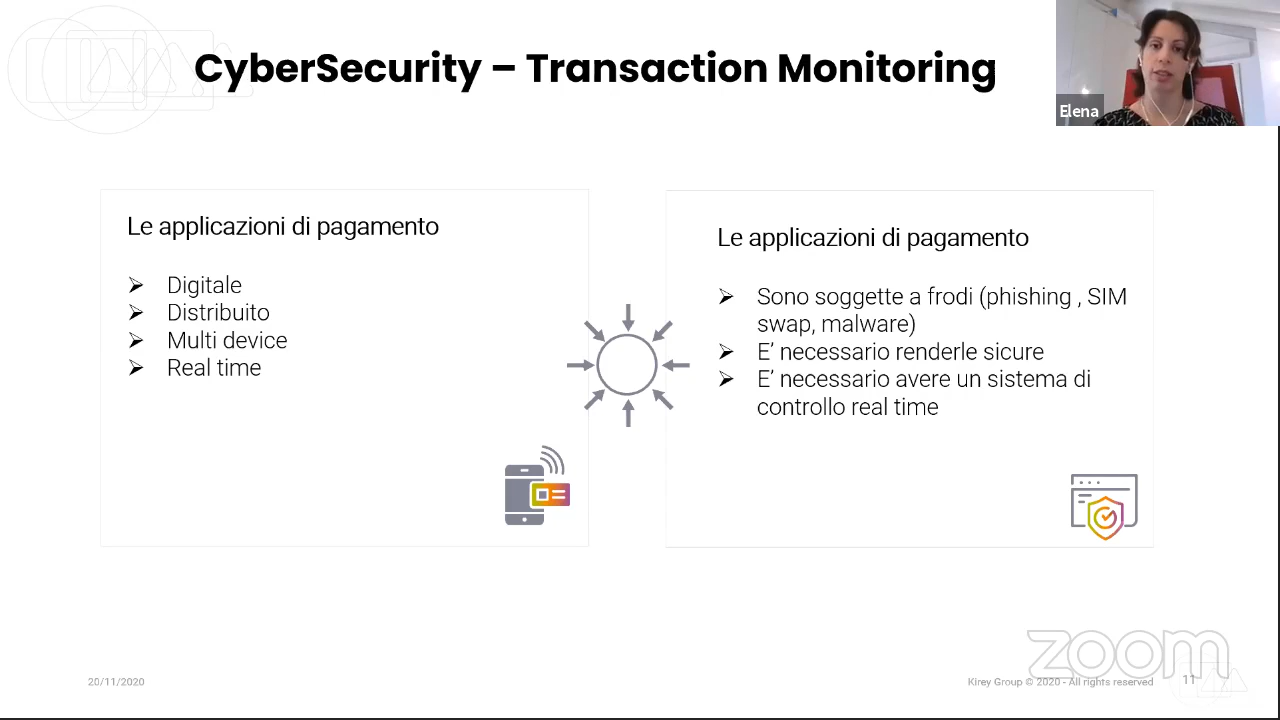 CyberSecurity – Transaction Monitoring
Elena
Le applicazioni di pagamento
➢ Digitale
➢ Distribuito
➢ Multi device
➢ Real time
Le applicazioni di pagamento
➢ Sono soggette a frodi (phishing , SIM
swap, malware)
➢ E’ necessario renderle sicure
➢ E’ necessario avere un sistema di
controllo real time
zoom
20/11/2020
Kirey Group © 2020 - All rights reserved
11